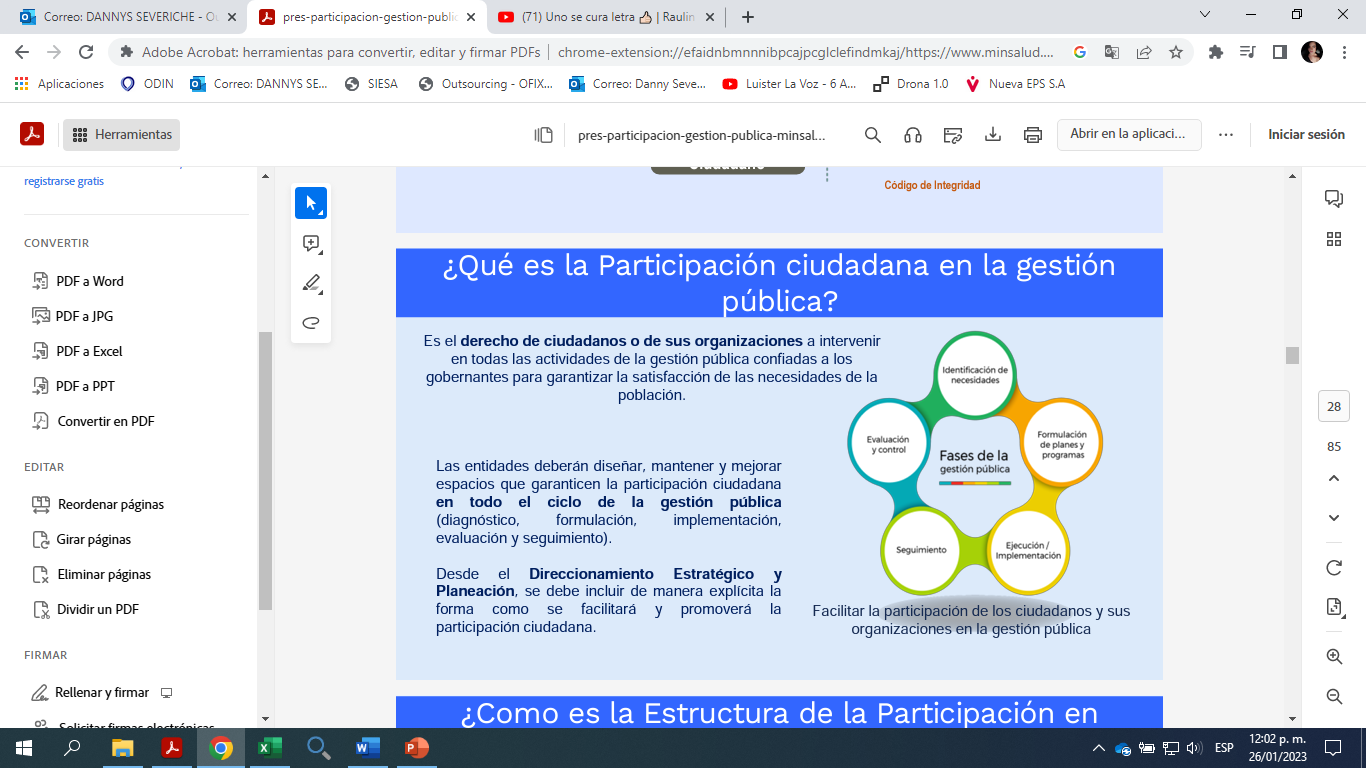 Correo: DANNYS SEVERICHE - Ou
pres-participacion-gestion-public
(71) Uno se cura letra 👍🏻 | Raulin
Adobe Acrobat: herramientas para convertir, editar y firmar PDFs | chrome-extension://efaidnbmnnnibpcajpcglclefindmkaj/https://www.minsalud....
Aplicaciones ODIN Correo: DANNYS SE... SIESA Outsourcing - OFIX... Correo: Danny Seve... Luister La Voz - 6 A... Drona 1.0 Nueva EPS S.A
Herramientas
pres-participacion-gestion-publica-minsal...
Abrir en la aplicaci...
Iniciar sesión
registrarse gratis
CONVERTIR
PDF a Word
PDF a JPG
PDF a Excel
PDF a PPT
Convertir en PDF
EDITAR
Reordenar páginas
Girar páginas
Eliminar páginas
Dividir un PDF
FIRMAR
Rellenar y firmar
Solicitar firmas electrónicas
Código de Integridad
¿Qué es la Participación ciudadana en la gestión
pública?
Es el derecho de ciudadanos o de sus organizaciones a intervenir
en todas las actividades de la gestión pública confiadas a los
gobernantes para garantizar la satisfacción de las necesidades de la
población.
Las entidades deberán diseñar, mantener y mejorar
espacios que garanticen la participación ciudadana
en todo el ciclo de la gestión pública
(diagnóstico, formulación, implementación,
evaluación y seguimiento).
Desde el Direccionamiento Estratégico y
Planeación, se debe incluir de manera explícita la
forma como se facilitará y promoverá la
participación ciudadana.
Identificación de
necesidades
Formulación
de planes y
programas
Ejecución /
Implementación
Seguimiento
Evaluación
y control
Fases de la
gestión pública
Facilitar la participación de los ciudadanos y sus
organizaciones en la gestión pública
¿Como es la Estructura de la Participación en
28
85
ESP
12:02 p. m.
26/01/2023